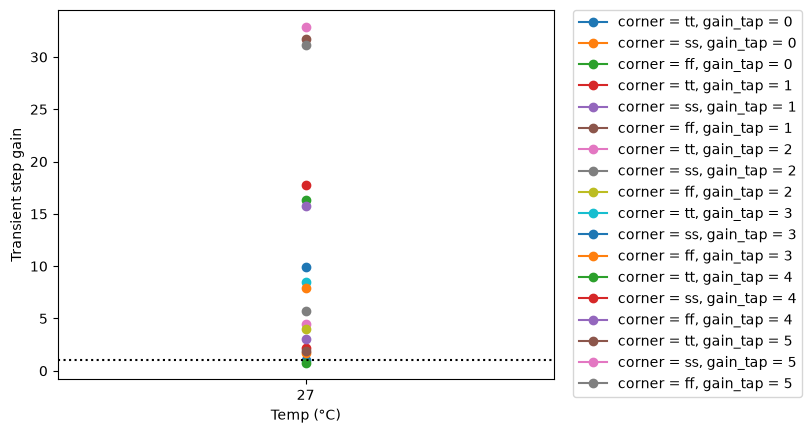 30
25
20
15
10
5
0
Transient step gain
27
Temp (°C)
corner = tt, gain_tap = 0
corner = ss, gain_tap = 0
corner = ff, gain_tap = 0
corner = tt, gain_tap = 1
corner = ss, gain_tap = 1
corner = ff, gain_tap = 1
corner = tt, gain_tap = 2
corner = ss, gain_tap = 2
corner = ff, gain_tap = 2
corner = tt, gain_tap = 3
corner = ss, gain_tap = 3
corner = ff, gain_tap = 3
corner = tt, gain_tap = 4
corner = ss, gain_tap = 4
corner = ff, gain_tap = 4
corner = tt, gain_tap = 5
corner = ss, gain_tap = 5
corner = ff, gain_tap = 5